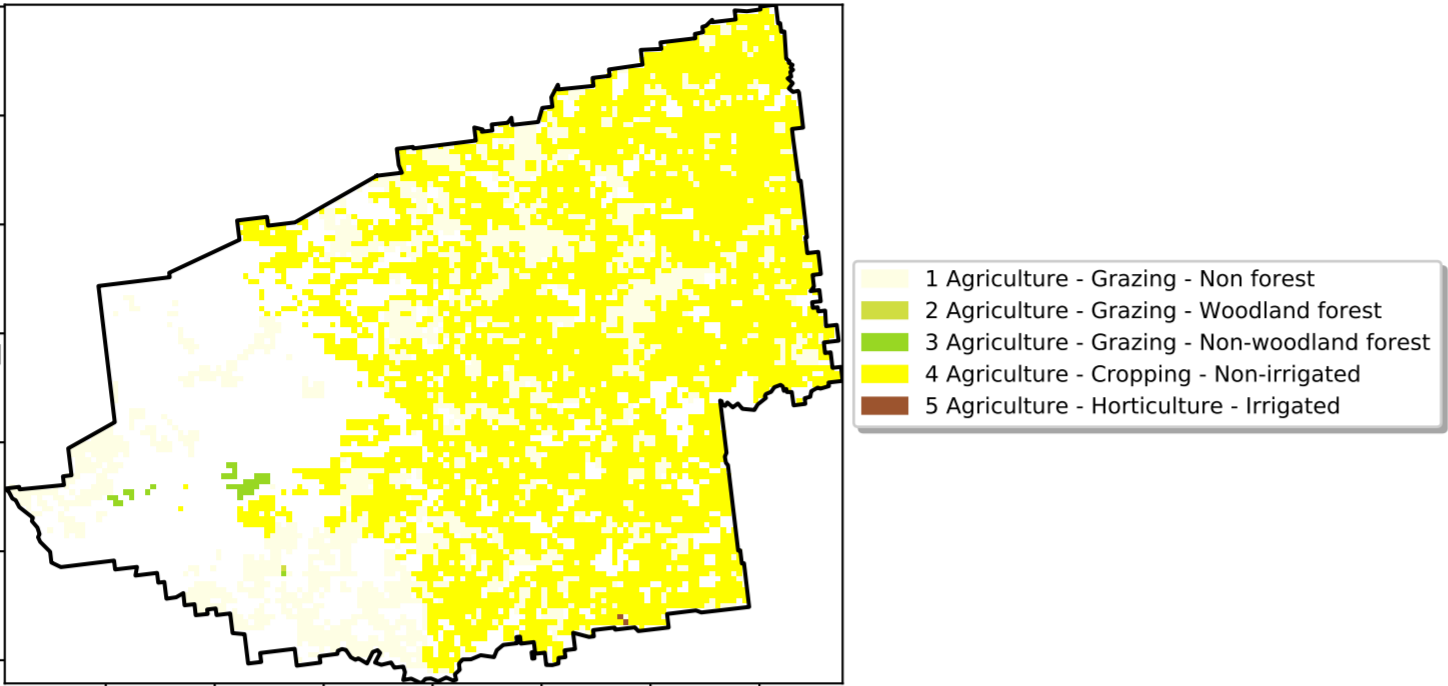 1 Agriculture - Grazing - Non forest
2 Agriculture - Grazing - Woodland forest
3 Agriculture - Grazing - Non-woodland forest
4 Agriculture - Cropping - Non-irrigated
5 Agriculture - Horticulture - Irrigated